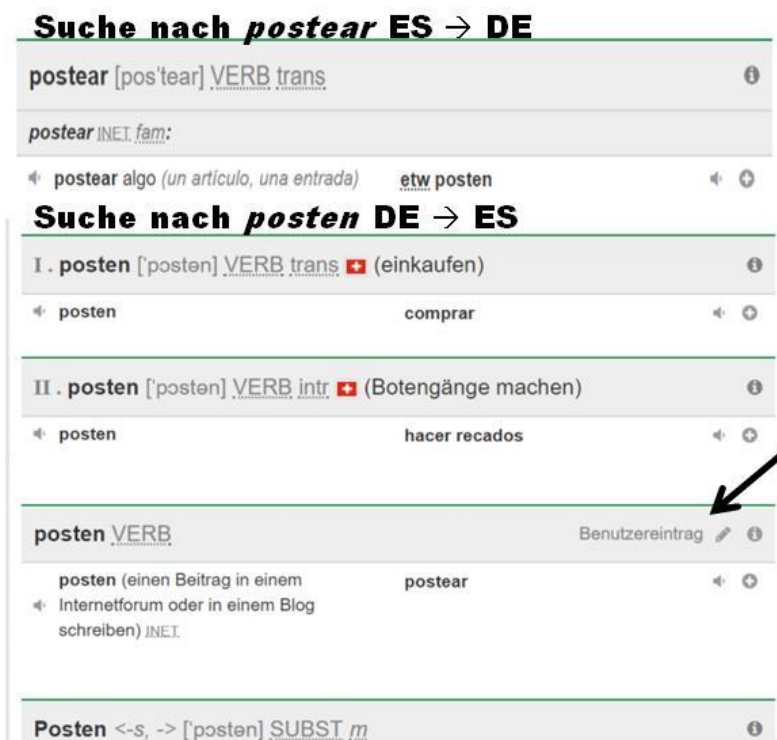 Suche nach postear ES → DE
postear [pos'tear] VERB trans
postear INET fam:
postear algo (un artículo, una entrada) etw posten
Suche nach posten DE → ES
I . posten ['pɔstən] VERB trans (einkaufen)
posten comprar
II . posten ['pɔstən] VERB intr (Botengänge machen)
posten hacer recados
posten VERB Benutzereintrag
posten (einen Beitrag in einem postear
Internetforum oder in einem Blog
schreiben) INET
Posten <-s, -> ['pɔstən] SUBST m